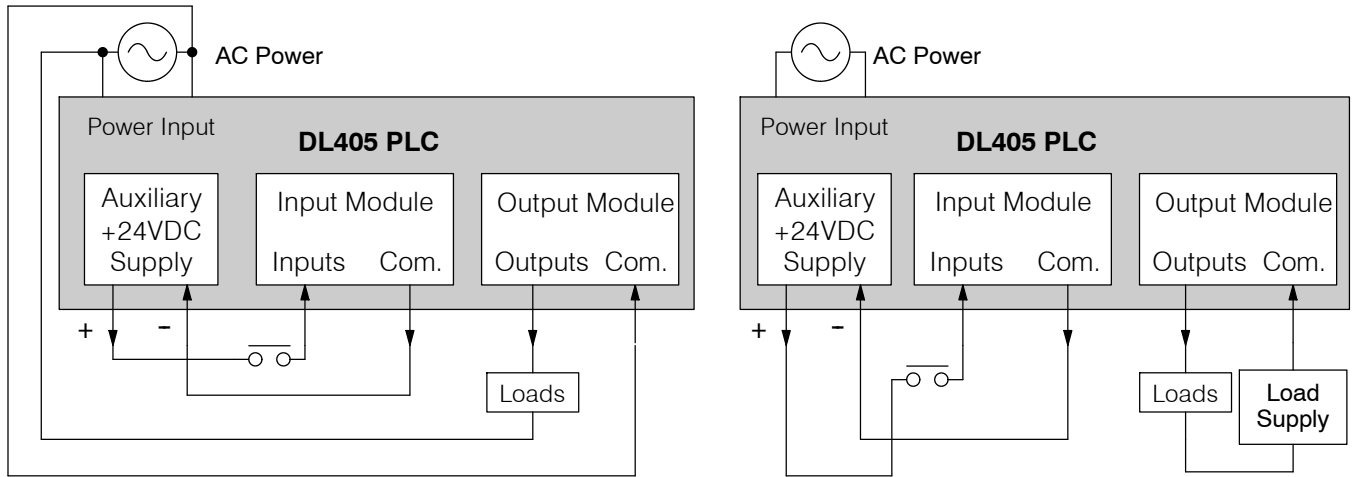 AC Power
Power Input
DL405 PLC
Auxiliary
+24VDC
Supply
Input Module
Inputs Com.
Output Module
Outputs Com.
+ -
Loads
AC Power
Power Input
DL405 PLC
Auxiliary
+24VDC
Supply
Input Module
Inputs Com.
Output Module
Outputs Com.
+ -
Loads
Load
Supply